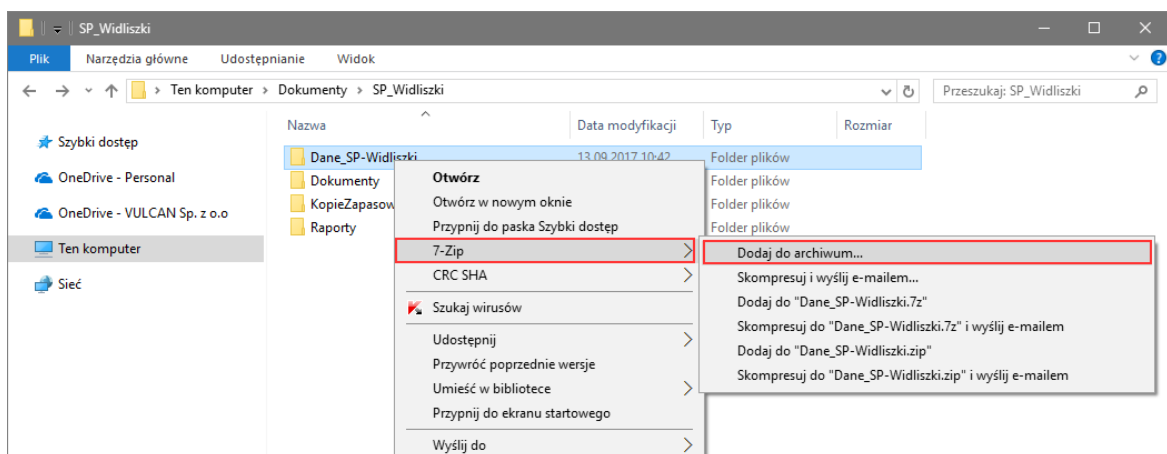 SP_Widliszki
Plik Narzędzia główne Udostępnianie Widok
Ten komputer > Dokumenty > SP_Widliszki
Przeszukaj: SP_Widliszki
Nazwa Data modyfikacji Typ Rozmiar
Szybki dostęp
OneDrive - Personal
OneDrive - VULCAN Sp. z o.o
Ten komputer
Sieć
Dane_SP-Widliszki 13.09.2017 10:42 Folder plików
Dokumenty Folder plików
KopieZapasow Folder plików
Raporty Folder plików
Otwórz
Otwórz w nowym oknie
Przypnij do paska Szybki dostęp
7-Zip
CRC SHA
Szukaj wirusów
Udostępnij
Przywróć poprzednie wersje
Umieść w bibliotece
Przypnij do ekranu startowego
Wyślij do
Dodaj do archiwum...
Skompresuj i wyślij e-mailem...
Dodaj do "Dane_SP-Widliszki.7z"
Skompresuj do "Dane_SP-Widliszki.7z" i wyślij e-mailem
Dodaj do "Dane_SP-Widliszki.zip"
Skompresuj do "Dane_SP-Widliszki.zip" i wyślij e-mailem